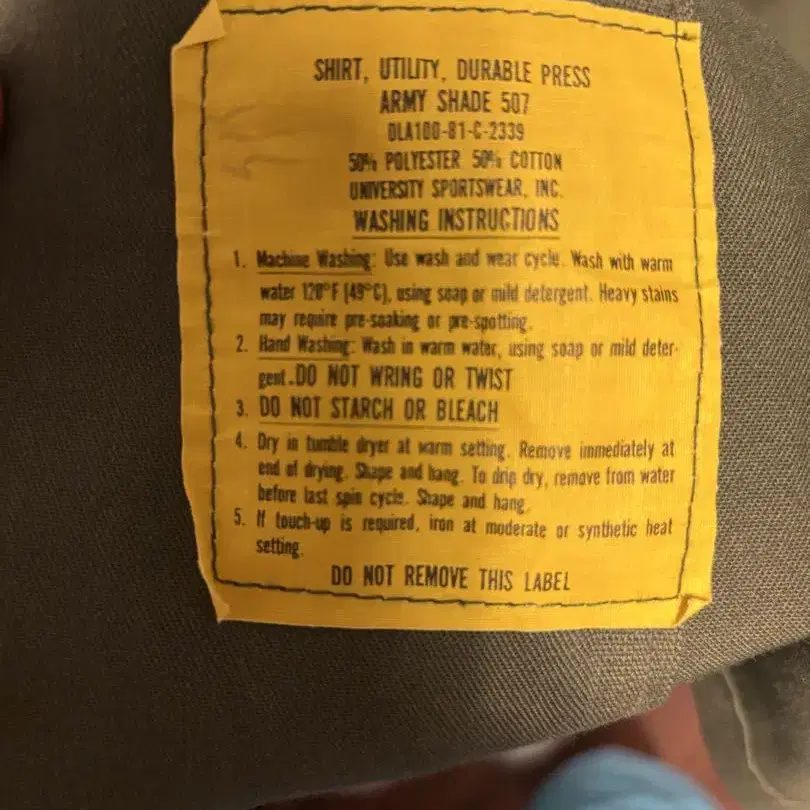 SHIRT, UTILITY, DURABLE PRESS
ARMY SHADE 507
DLA100-81-C-2339
50% POLYESTER 50% COTTON
UNIVERSITY SPORTSWEAR, INC.
WASHING INSTRUCTIONS
1. Machine Washing: Use wash and wear cycle. Wash with warm
water 120°F (49°C), using soap or mild detergent. Heavy stains
may require pre-soaking or pre-spotting.
2. Hand Washing: Wash in warm water, using soap or mild deter-
gent. DO NOT WRING OR TWIST
3. DO NOT STARCH OR BLEACH
4. Dry in tumble dryer at warm setting. Remove immediately at
end of drying. Shape and hang. To drip dry, remove from water
before last spin cycle. Shape and hang.
5. If touch-up is required, iron at moderate or synthetic heat
setting.
DO NOT REMOVE THIS LABEL